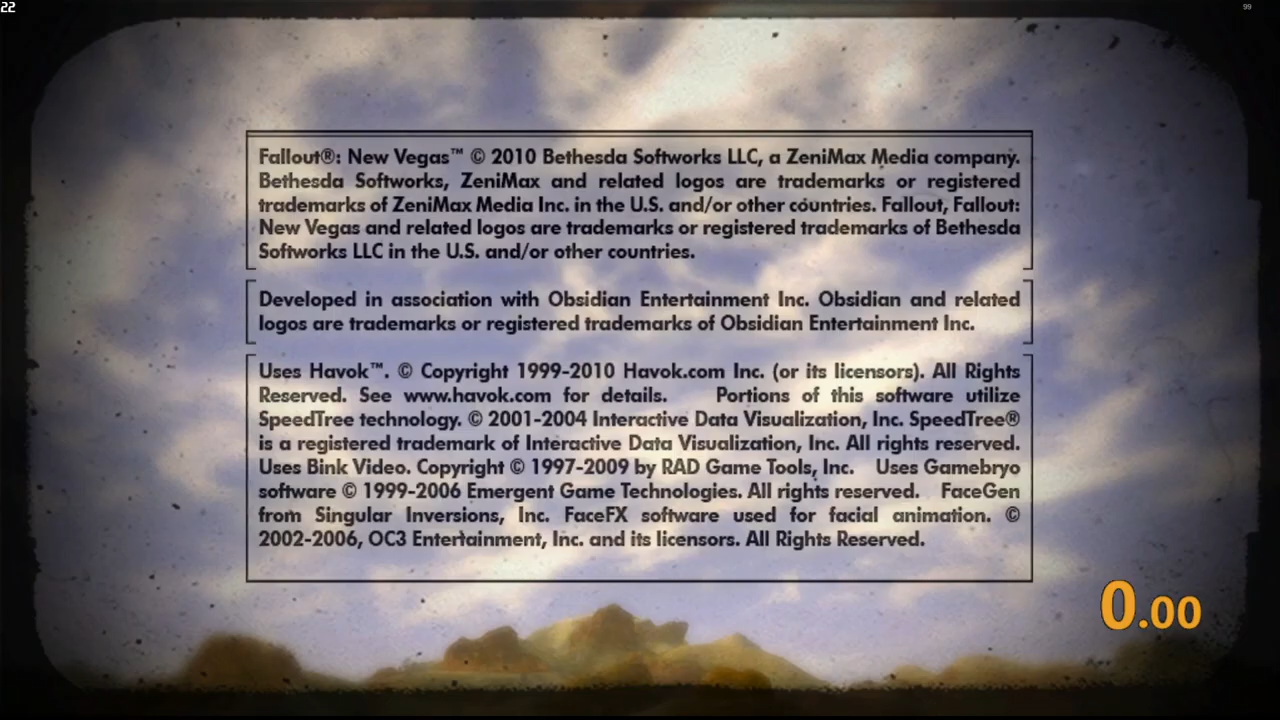 22
99
Fallout®: New Vegas™ © 2010 Bethesda Softworks LLC, a ZeniMax Media company.
Bethesda Softworks, ZeniMax and related logos are trademarks or registered
trademarks of ZeniMax Media Inc. in the U.S. and/or other countries. Fallout, Fallout:
New Vegas and related logos are trademarks or registered trademarks of Bethesda
Softworks LLC in the U.S. and/or other countries.
Developed in association with Obsidian Entertainment Inc. Obsidian and related
logos are trademarks or registered trademarks of Obsidian Entertainment Inc.
Uses Havok™. © Copyright 1999-2010 Havok.com Inc. (or its licensors). All Rights
Reserved. See www.havok.com for details. Portions of this software utilize
SpeedTree technology. © 2001-2004 Interactive Data Visualization, Inc. SpeedTree®
is a registered trademark of Interactive Data Visualization, Inc. All rights reserved.
Uses Bink Video. Copyright © 1997-2009 by RAD Game Tools, Inc. Uses Gamebryo
software © 1999-2006 Emergent Game Technologies. All rights reserved. FaceGen
from Singular Inversions, Inc. FaceFX software used for facial animation. ©
2002-2006, OC3 Entertainment, Inc. and its licensors. All Rights Reserved.
0.00